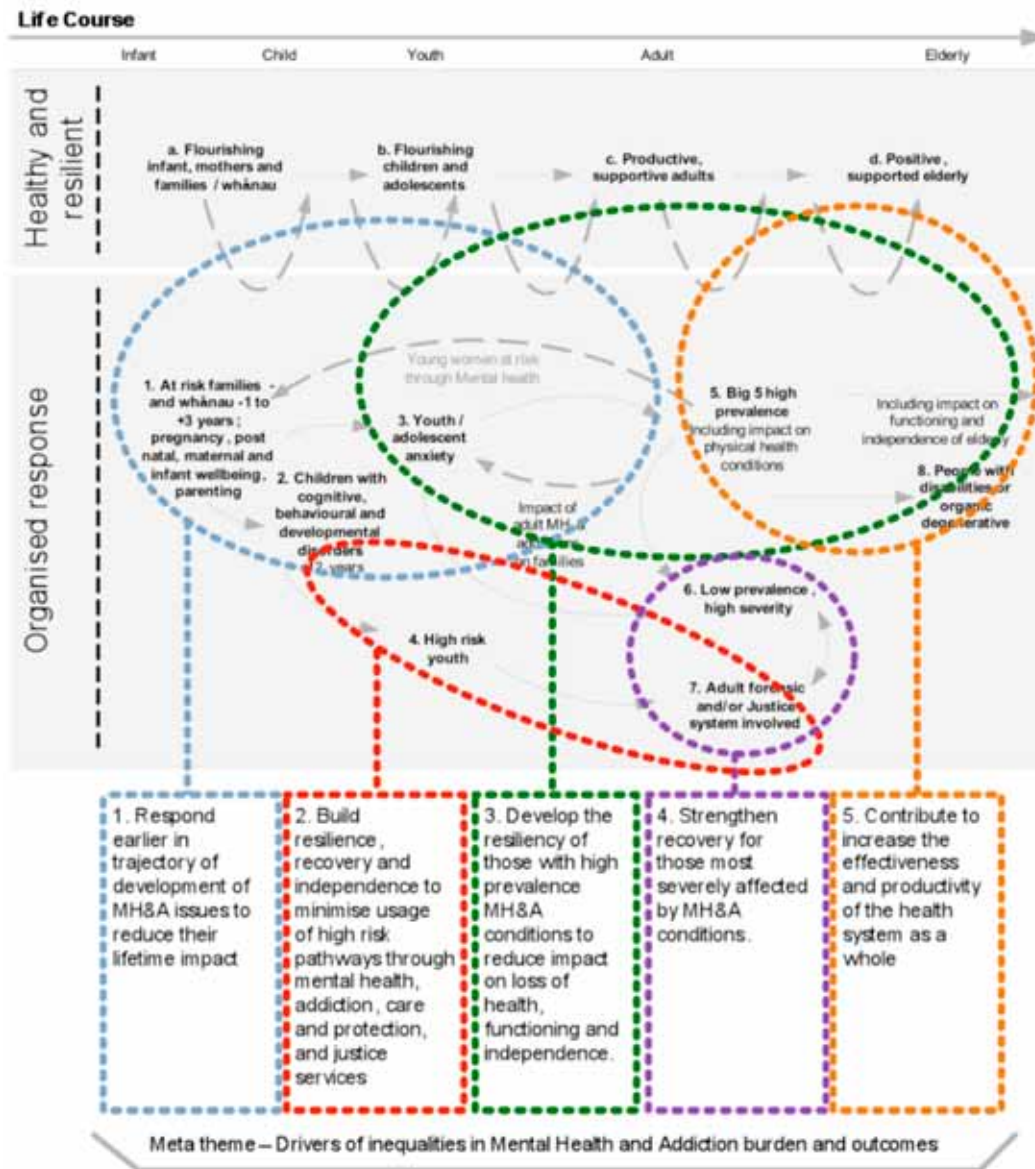 Life Course
Infant
Child
Youth
Adult
Elderly
Healthy and
resilient
a. Flourishing
infant, mothers and
families / whānau
b. Flourishing
children and
adolescents
c. Productive,
supportive adults
d. Positive,
supported elderly
Organised response
Young women at risk
through Mental health
1. At risk families -
and whānau -1 to
+3 years ;
pregnancy, post
natal, maternal and
infant wellbeing,
parenting
2. Children with
cognitive,
behavioural and
developmental
disorders
years
3. Youth /
adolescent
anxiety
Impact of
adult MH
on families
4. High risk
youth
5. Big 5 high
prevalence
Including impact on
physical health
conditions
Including impact on
functioning and
independence of elderly
8. People with
disabilities or
organic
degenerative
6. Low prevalence,
high severity
7. Adult forensic
and/or Justice
system involved
1. Respond
earlier in
trajectory of
development of
MH&A issues to
reduce their
lifetime impact
2. Build
resilience,
recovery and
independence to
minimise usage
of high risk
pathways through
mental health,
addiction, care
and protection,
and justice
services
3. Develop the
resiliency of
those with high
prevalence
MH&A
conditions to
reduce impact
on loss of
health,
functioning and
independence.
4. Strengthen
recovery for
those most
severely affected
by MH&A
conditions.
5. Contribute to
increase the
effectiveness
and productivity
of the health
system as a
whole
Meta theme – Drivers of inequalities in Mental Health and Addiction burden and outcomes